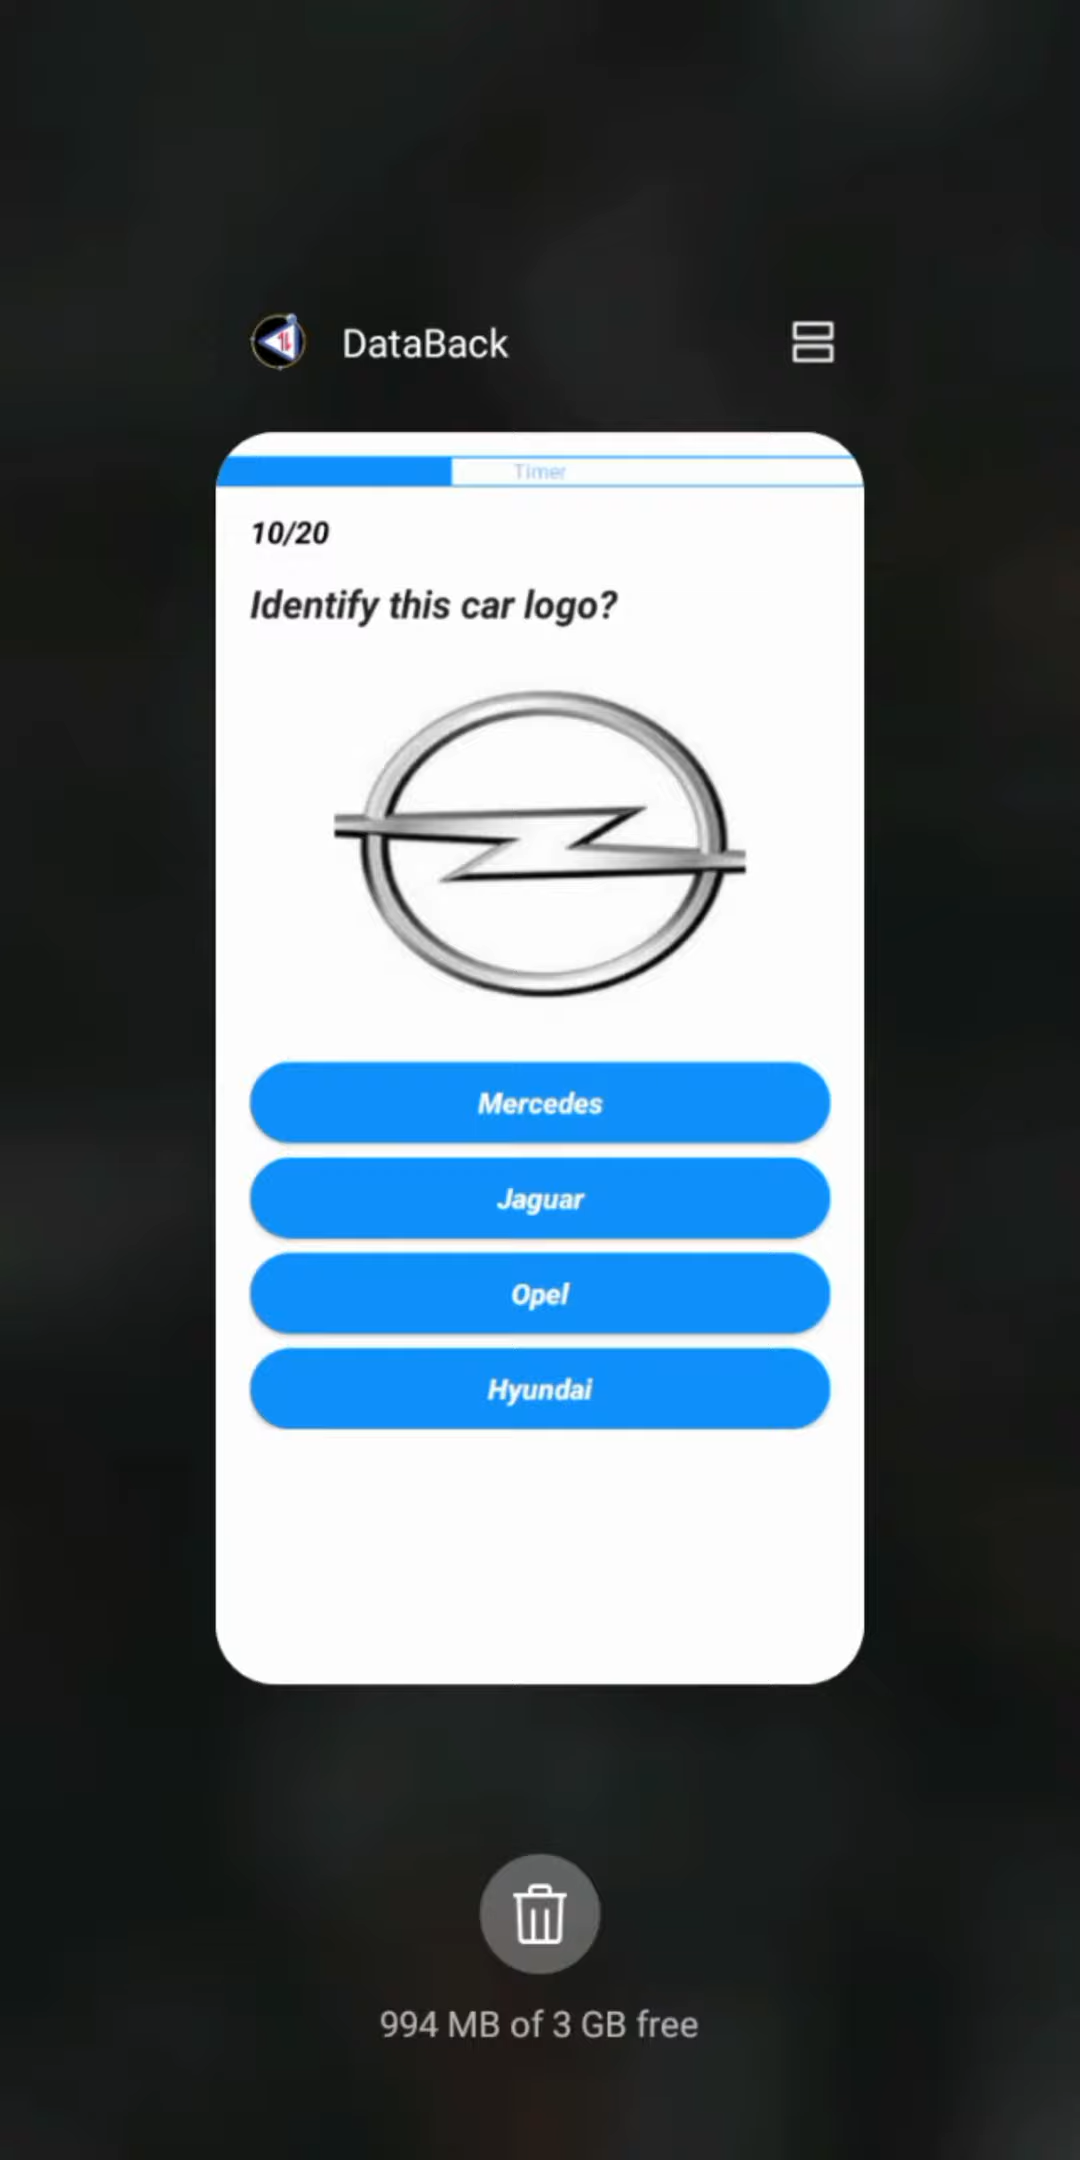 DataBack
Timer
10/20
Identify this car logo?
Mercedes
Jaguar
Opel
Hyundai
994 MB of 3 GB free